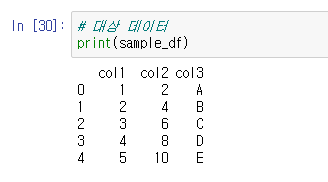 In [30]: # 대상 데이터
print(sample_df)
col1 col2 col3
0 1 2 A
1 2 4 B
2 3 6 C
3 4 8 D
4 5 10 E